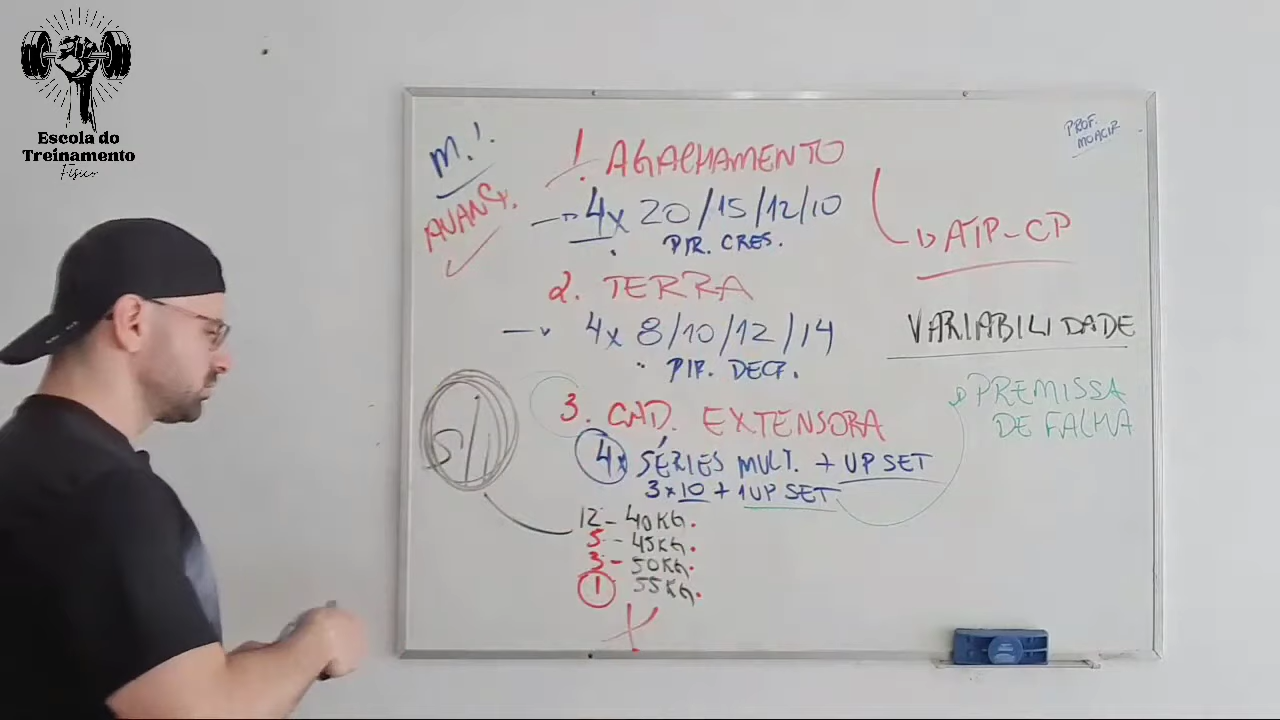 Escola do
Treinamento
Físico
PROF.
MOACIR
M.I.
AVANÇ.
1. AGACHAMENTO
4x 20/15/12/10
PIR. CRES.
ATP-CP
2. TERRA
4x 8/10/12/14
PIR. DECR.
VARIABILIDADE
PREMISSA
DE FALHA
3. CAD. EXTENSORA
4x SÉRIES MULT. + UP SET
3x10 + 1 UP SET
S/I
12 - 40KG.
5 - 45KG.
3 - 50KG.
1 55KG.